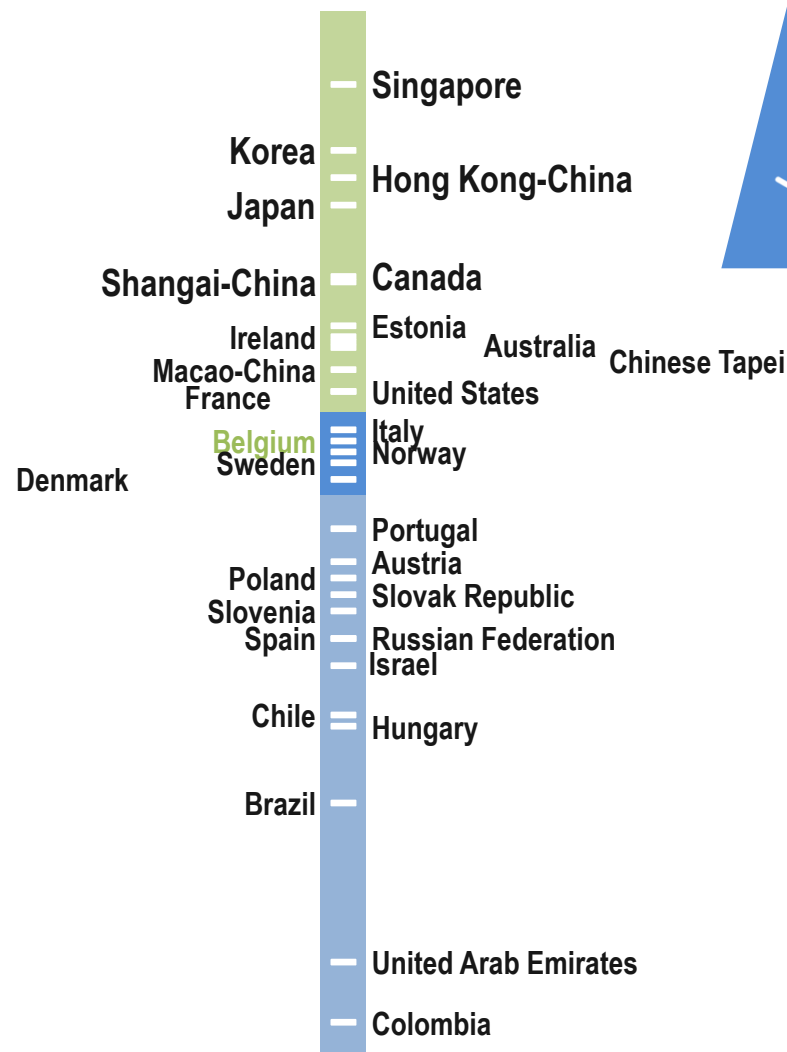 Singapore
Korea
Hong Kong-China
Japan
Shangai-China
Canada
Estonia
Ireland
Australia
Chinese Tapei
Macao-China
United States
France
Italy
Belgium
Norway
Sweden
Denmark
Portugal
Austria
Poland
Slovak Republic
Slovenia
Spain
Russian Federation
Israel
Chile
Hungary
Brazil
United Arab Emirates
Colombia